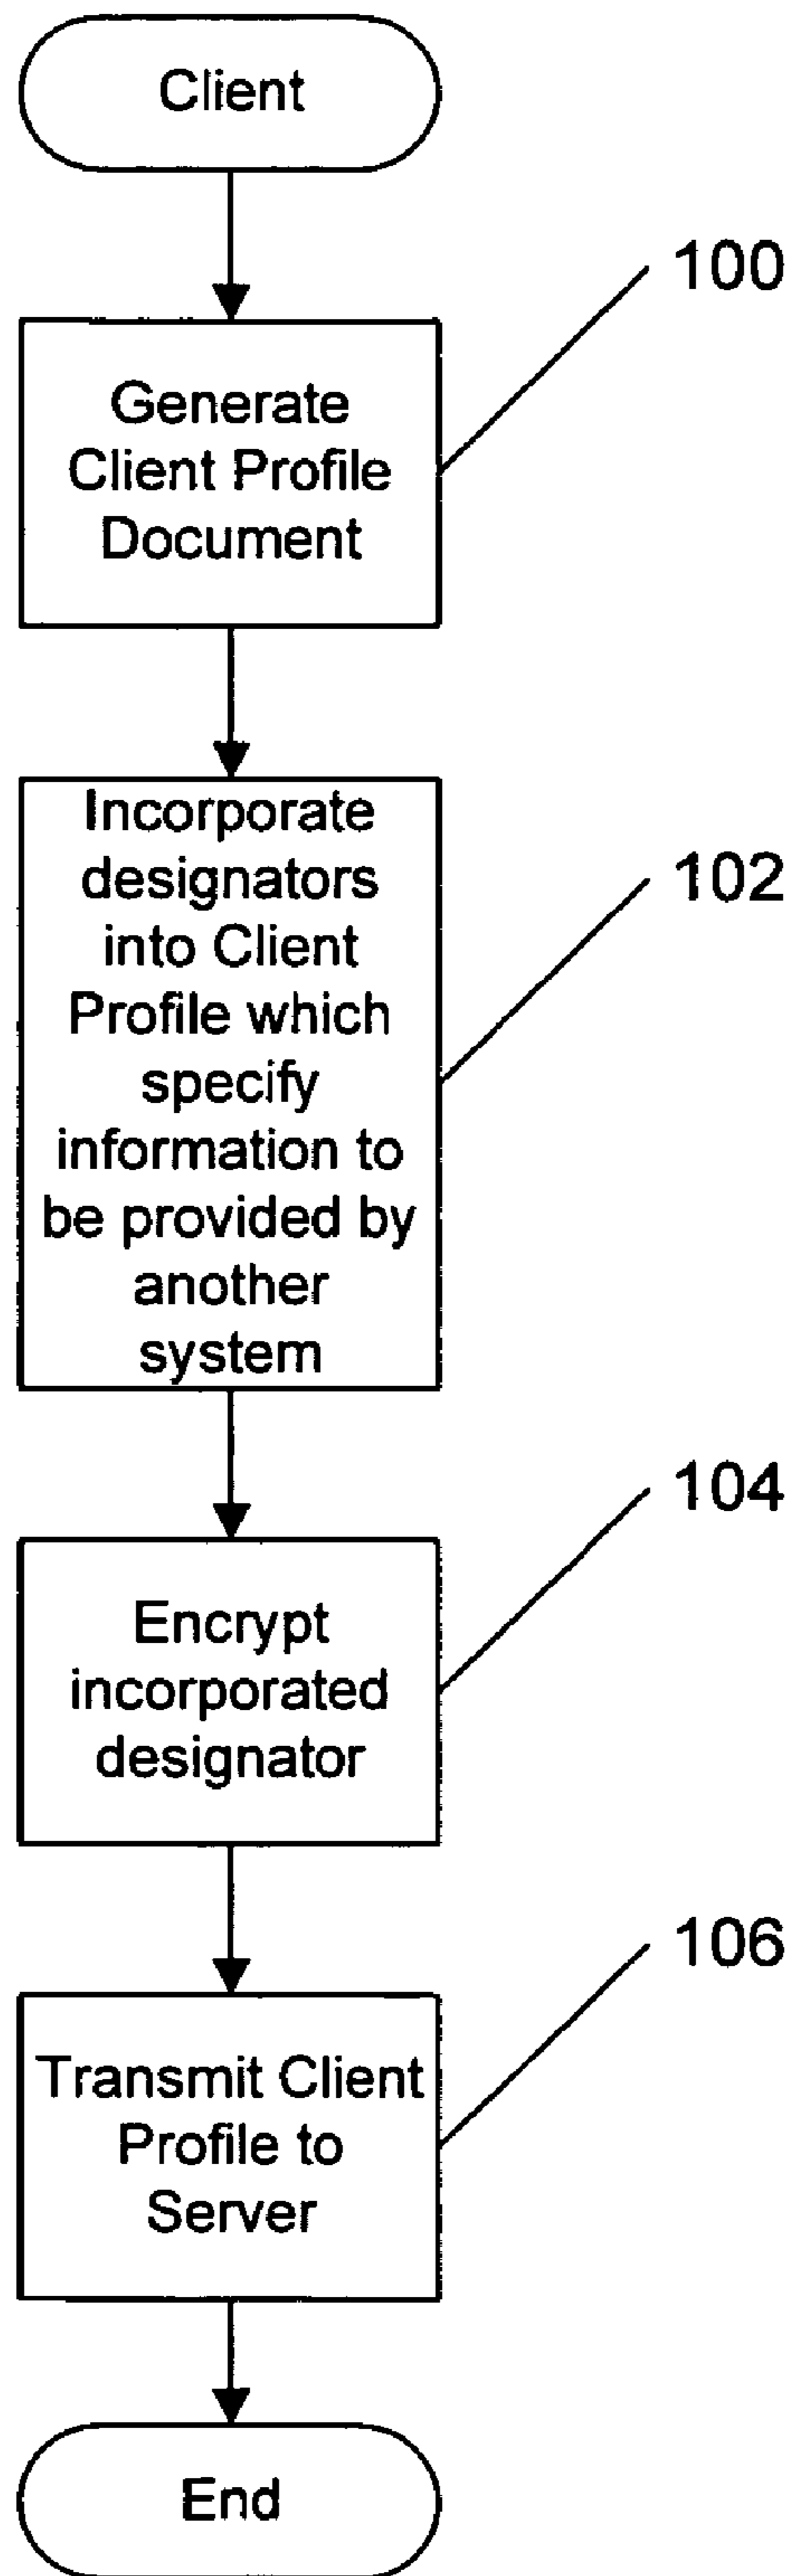 Client
100
Generate
Client Profile
Document
Incorporate
designators
into Client
Profile which
specify
information to
be provided by
another
system
102
Encrypt
incorporated
designator
104
Transmit Client
Profile to
Server
106
End